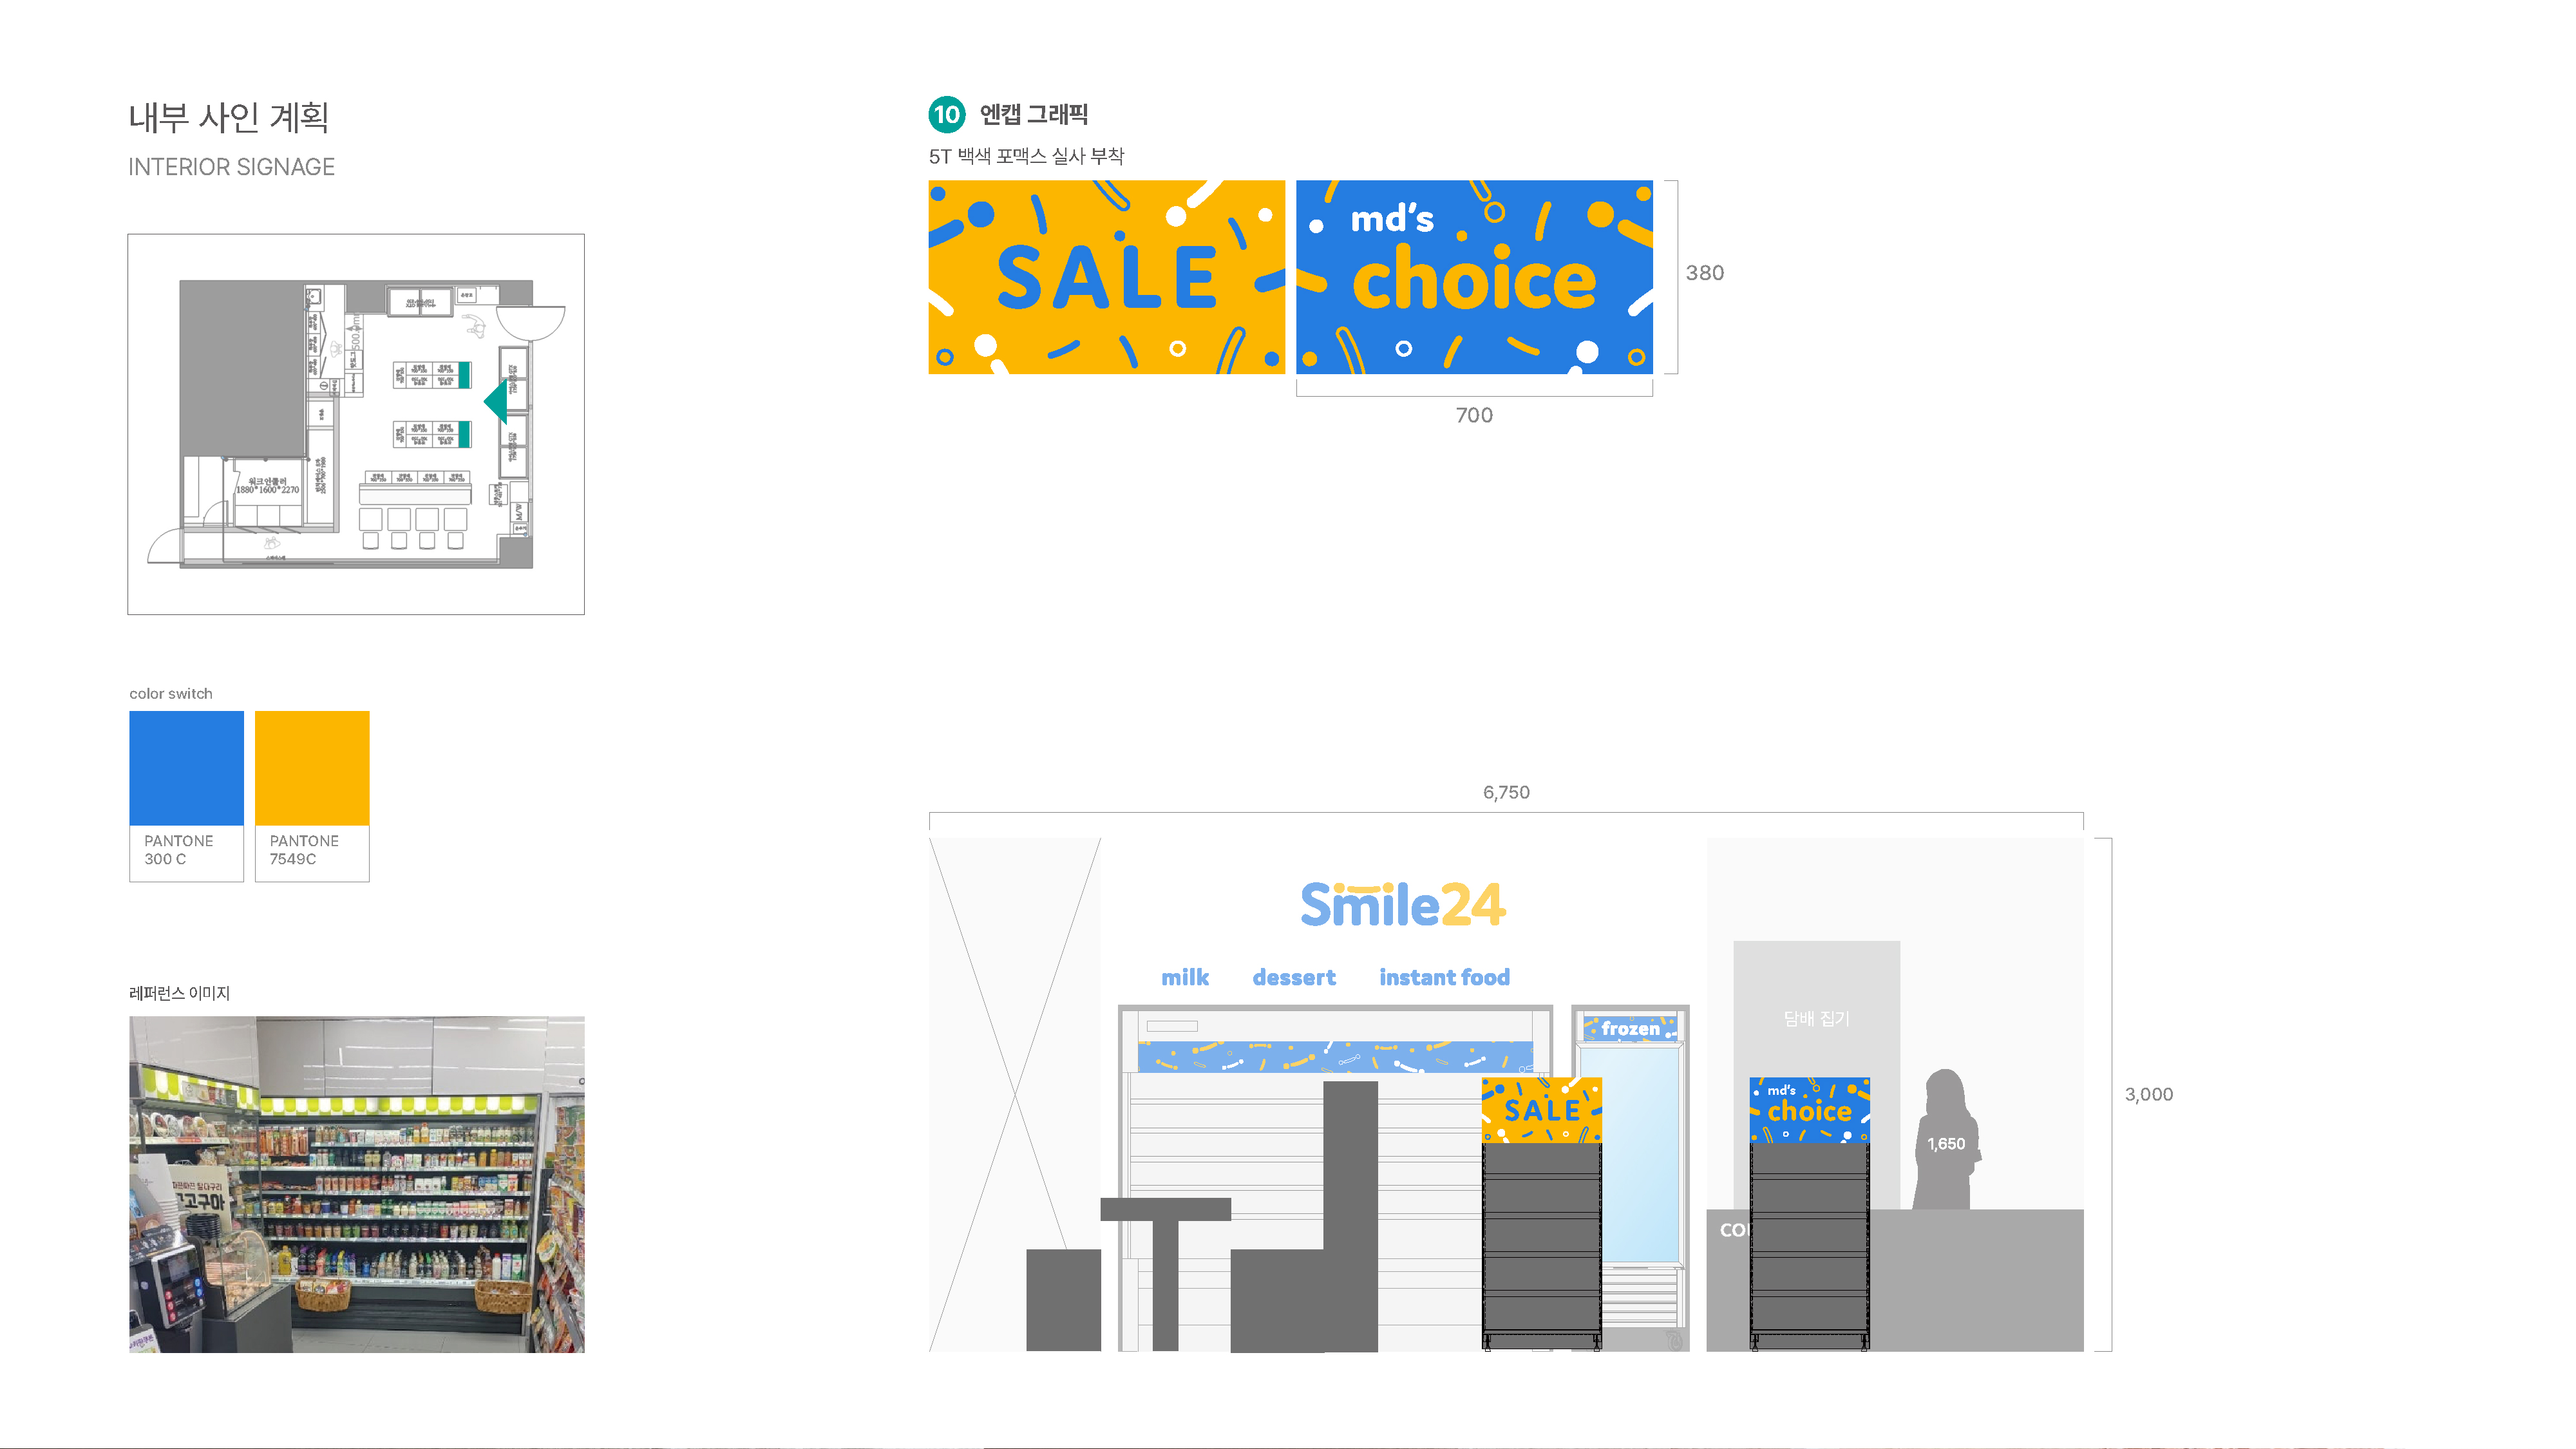 내부 사인 계획
INTERIOR SIGNAGE
워크인쿨러
1880*1600*2270
color switch
PANTONE
300 C
PANTONE
7549C
레퍼런스 이미지
고구마
10 엔캡 그래픽
5T 백색 포맥스 실사 부착
SALE
md's
choice
380
700
6,750
Smile24
milk
dessert
instant food
frozen
담배 집기
SALE
md's
choice
1,650
3,000